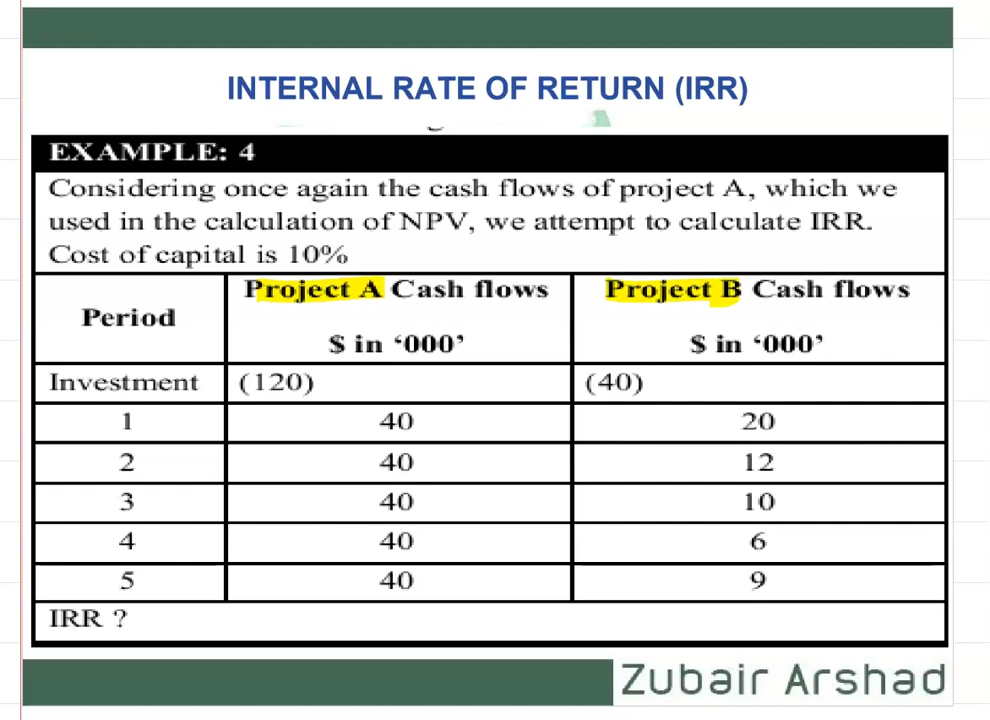 INTERNAL RATE OF RETURN (IRR)
EXAMPLE: 4
Considering once again the cash flows of project A, which we
used in the calculation of NPV, we attempt to calculate IRR.
Cost of capital is 10%
Period
Project A Cash flows
$ in ‘000’
Project B Cash flows
$ in ‘000’
Investment (120) (40)
1 40 20
2 40 12
3 40 10
4 40 6
5 40 9
IRR ?
Zubair Arshad